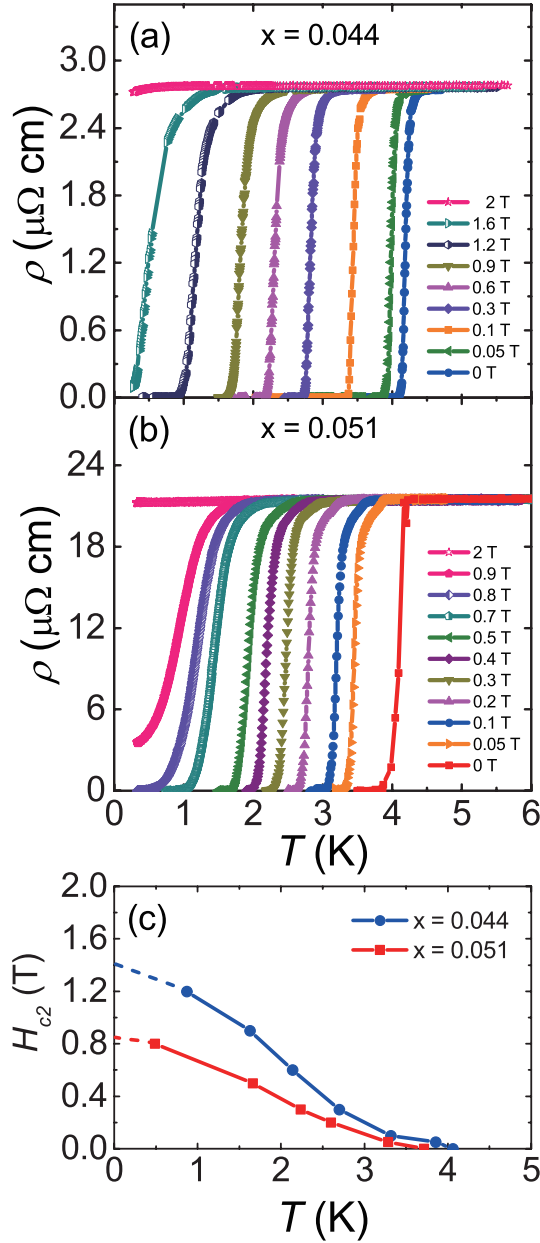 (a)
x = 0.044
3.0
2.4
1.8
1.2
0.6
0.0
ρ (μΩ cm)
2 T
1.6 T
1.2 T
0.9 T
0.6 T
0.3 T
0.1 T
0.05 T
0 T
(b)
x = 0.051
24
18
12
6
0
ρ (μΩ cm)
2 T
0.9 T
0.8 T
0.7 T
0.5 T
0.4 T
0.3 T
0.2 T
0.1 T
0.05 T
0 T
0 1 2 3 4 5 6
T (K)
(c)
2.0
1.6
1.2
0.8
0.4
0.0
Hc2 (T)
x = 0.044
x = 0.051
0 1 2 3 4 5
T (K)